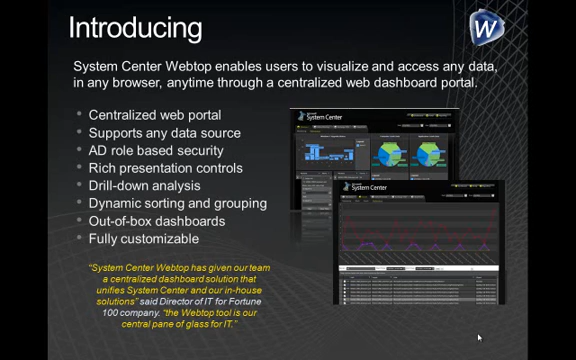 Introducing
W
System Center Webtop enables users to visualize and access any data,
in any browser, anytime through a centralized web dashboard portal.
• Centralized web portal
• Supports any data source
• AD role based security
• Rich presentation controls
• Drill-down analysis
• Dynamic sorting and grouping
• Out-of-box dashboards
• Fully customizable
“System Center Webtop has given our team
a centralized dashboard solution that
unifies System Center and our in-house
solutions” said Director of IT for Fortune
100 company. “the Webtop tool is our
central pane of glass for IT.”
System Center
System Center